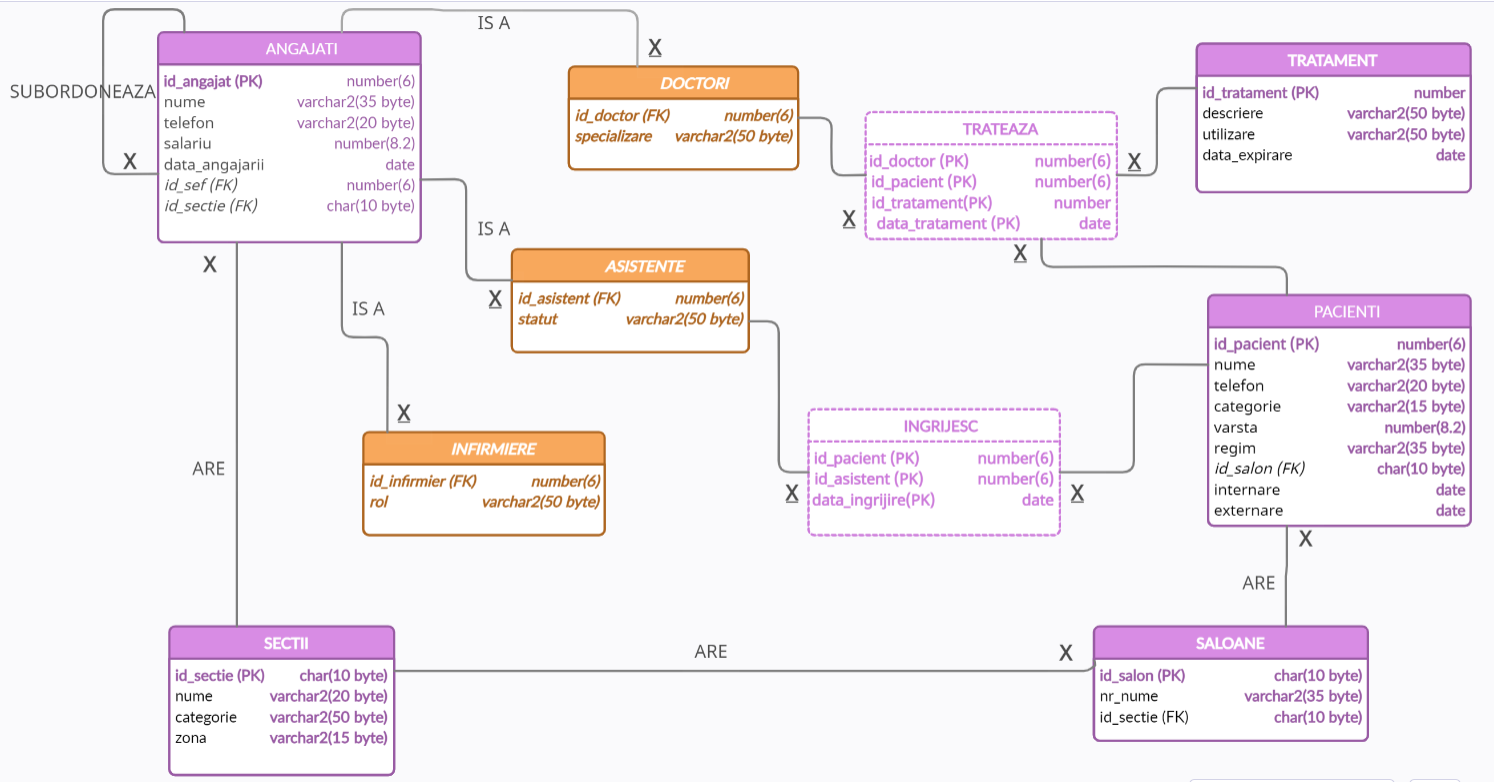 IS A
X
SUBORDONEAZA
X
ANGAJATI
id_angajat (PK) number(6)
nume varchar2(35 byte)
telefon varchar2(20 byte)
salariu number(8.2)
data_angajarii date
id_sef (FK) number(6)
id_sectie (FK) char(10 byte)
DOCTORI
id_doctor (FK) number(6)
specializare varchar2(50 byte)
TRATAMENT
id_tratament (PK) number
descriere varchar2(50 byte)
utilizare varchar2(50 byte)
data_expirare date
TRATEAZA
id_doctor (PK) number(6)
id_pacient (PK) number(6)
id_tratament(PK) number
data_tratament (PK) date
X
X
X
IS A
X
ASISTENTE
id_asistent (FK) number(6)
statut varchar2(50 byte)
X
IS A
X
PACIENTI
id_pacient (PK) number(6)
nume varchar2(35 byte)
telefon varchar2(20 byte)
categorie varchar2(15 byte)
varsta number(8.2)
regim varchar2(35 byte)
id_salon (FK) char(10 byte)
internare date
externare date
INFIRMIERE
id_infirmier (FK) number(6)
rol varchar2(50 byte)
INGRIJESC
id_pacient (PK) number(6)
id_asistent (PK) number(6)
data_ingrijire(PK) date
X
X
ARE
X
ARE
SECTII
id_sectie (PK) char(10 byte)
nume varchar2(20 byte)
categorie varchar2(50 byte)
zona varchar2(15 byte)
ARE
X
SALOANE
id_salon (PK) char(10 byte)
nr_nume varchar2(35 byte)
id_sectie (FK) char(10 byte)